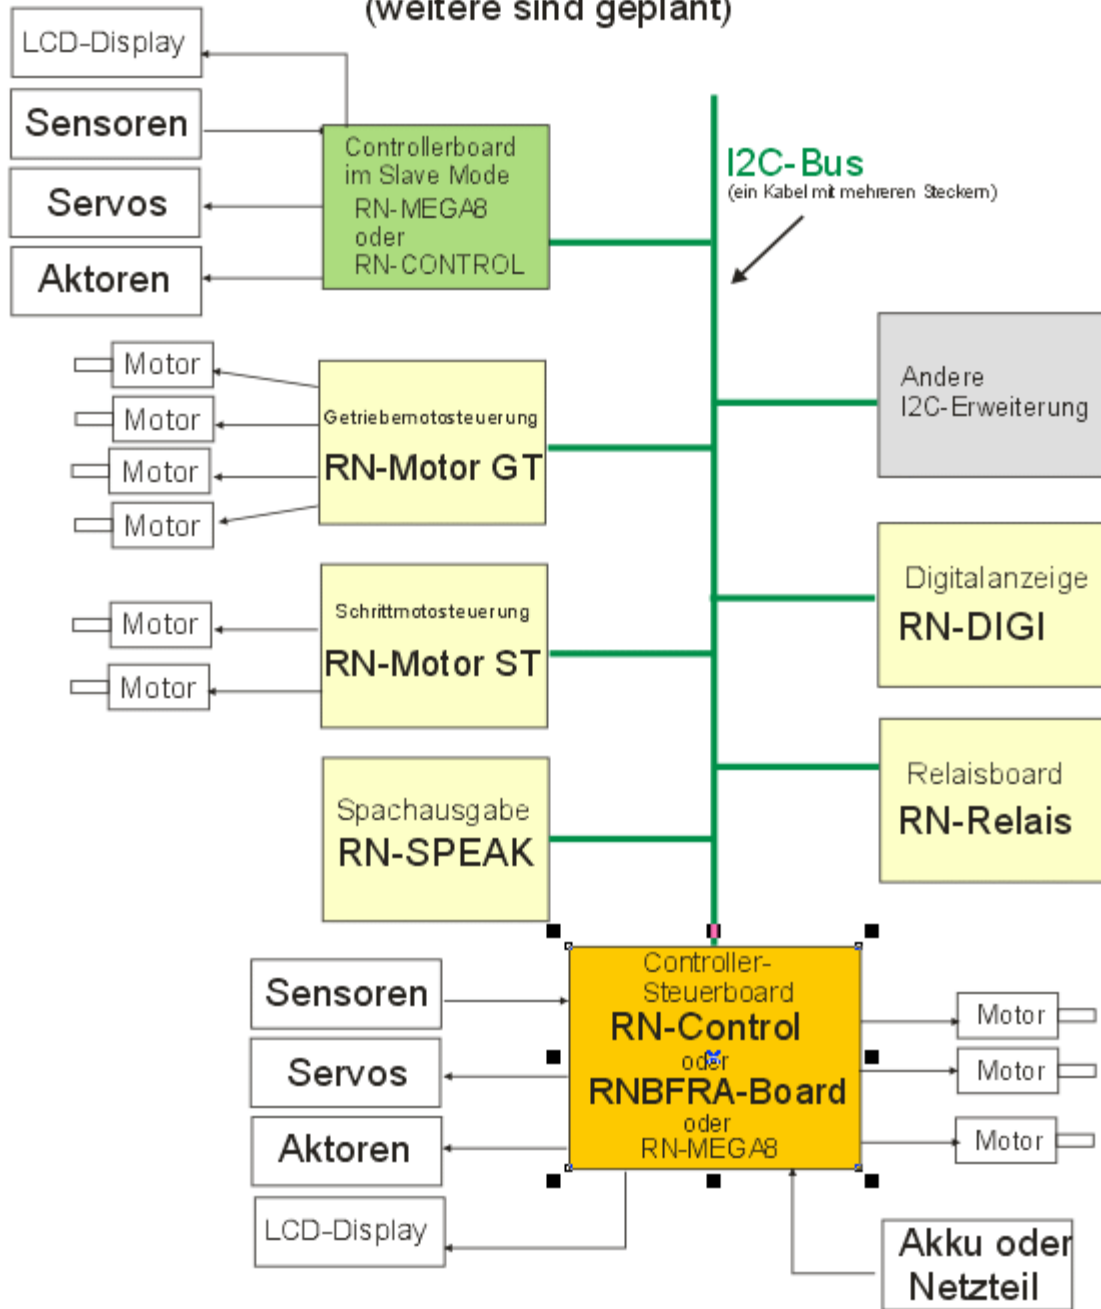 (weitere sind geplant)
LCD-Display
Sensoren
Servos
Aktoren
Controllerboard
im Slave Mode
RN-MEGA8
oder
RN-CONTROL
I2C-Bus
(ein Kabel mit mehreren Steckern)
Motor
Motor
Motor
Motor
Getriebemotosteuerung
RN-Motor GT
Andere
I2C-Erweiterung
Motor
Motor
Schrittmotosteuerung
RN-Motor ST
Digitalanzeige
RN-DIGI
Spachausgabe
RN-SPEAK
Relaisboard
RN-Relais
Sensoren
Servos
Aktoren
LCD-Display
Controller-
Steuerboard
RN-Control
oder
RNBFRA-Board
oder
RN-MEGA8
Motor
Motor
Motor
Akku oder
Netzteil